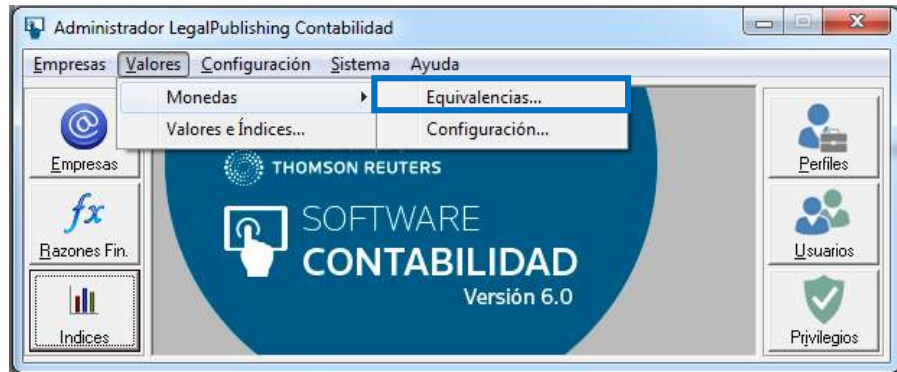 Administrador LegalPublishing Contabilidad
Empresas Valores Configuración Sistema Ayuda
Monedas
Equivalencias...
Valores e Índices...
Configuración...
Empresas
THOMSON REUTERS
Perfiles
fx
Razones Fin.
SOFTWARE
CONTABILIDAD
Versión 6.0
Usuarios
Indices
Privilegios